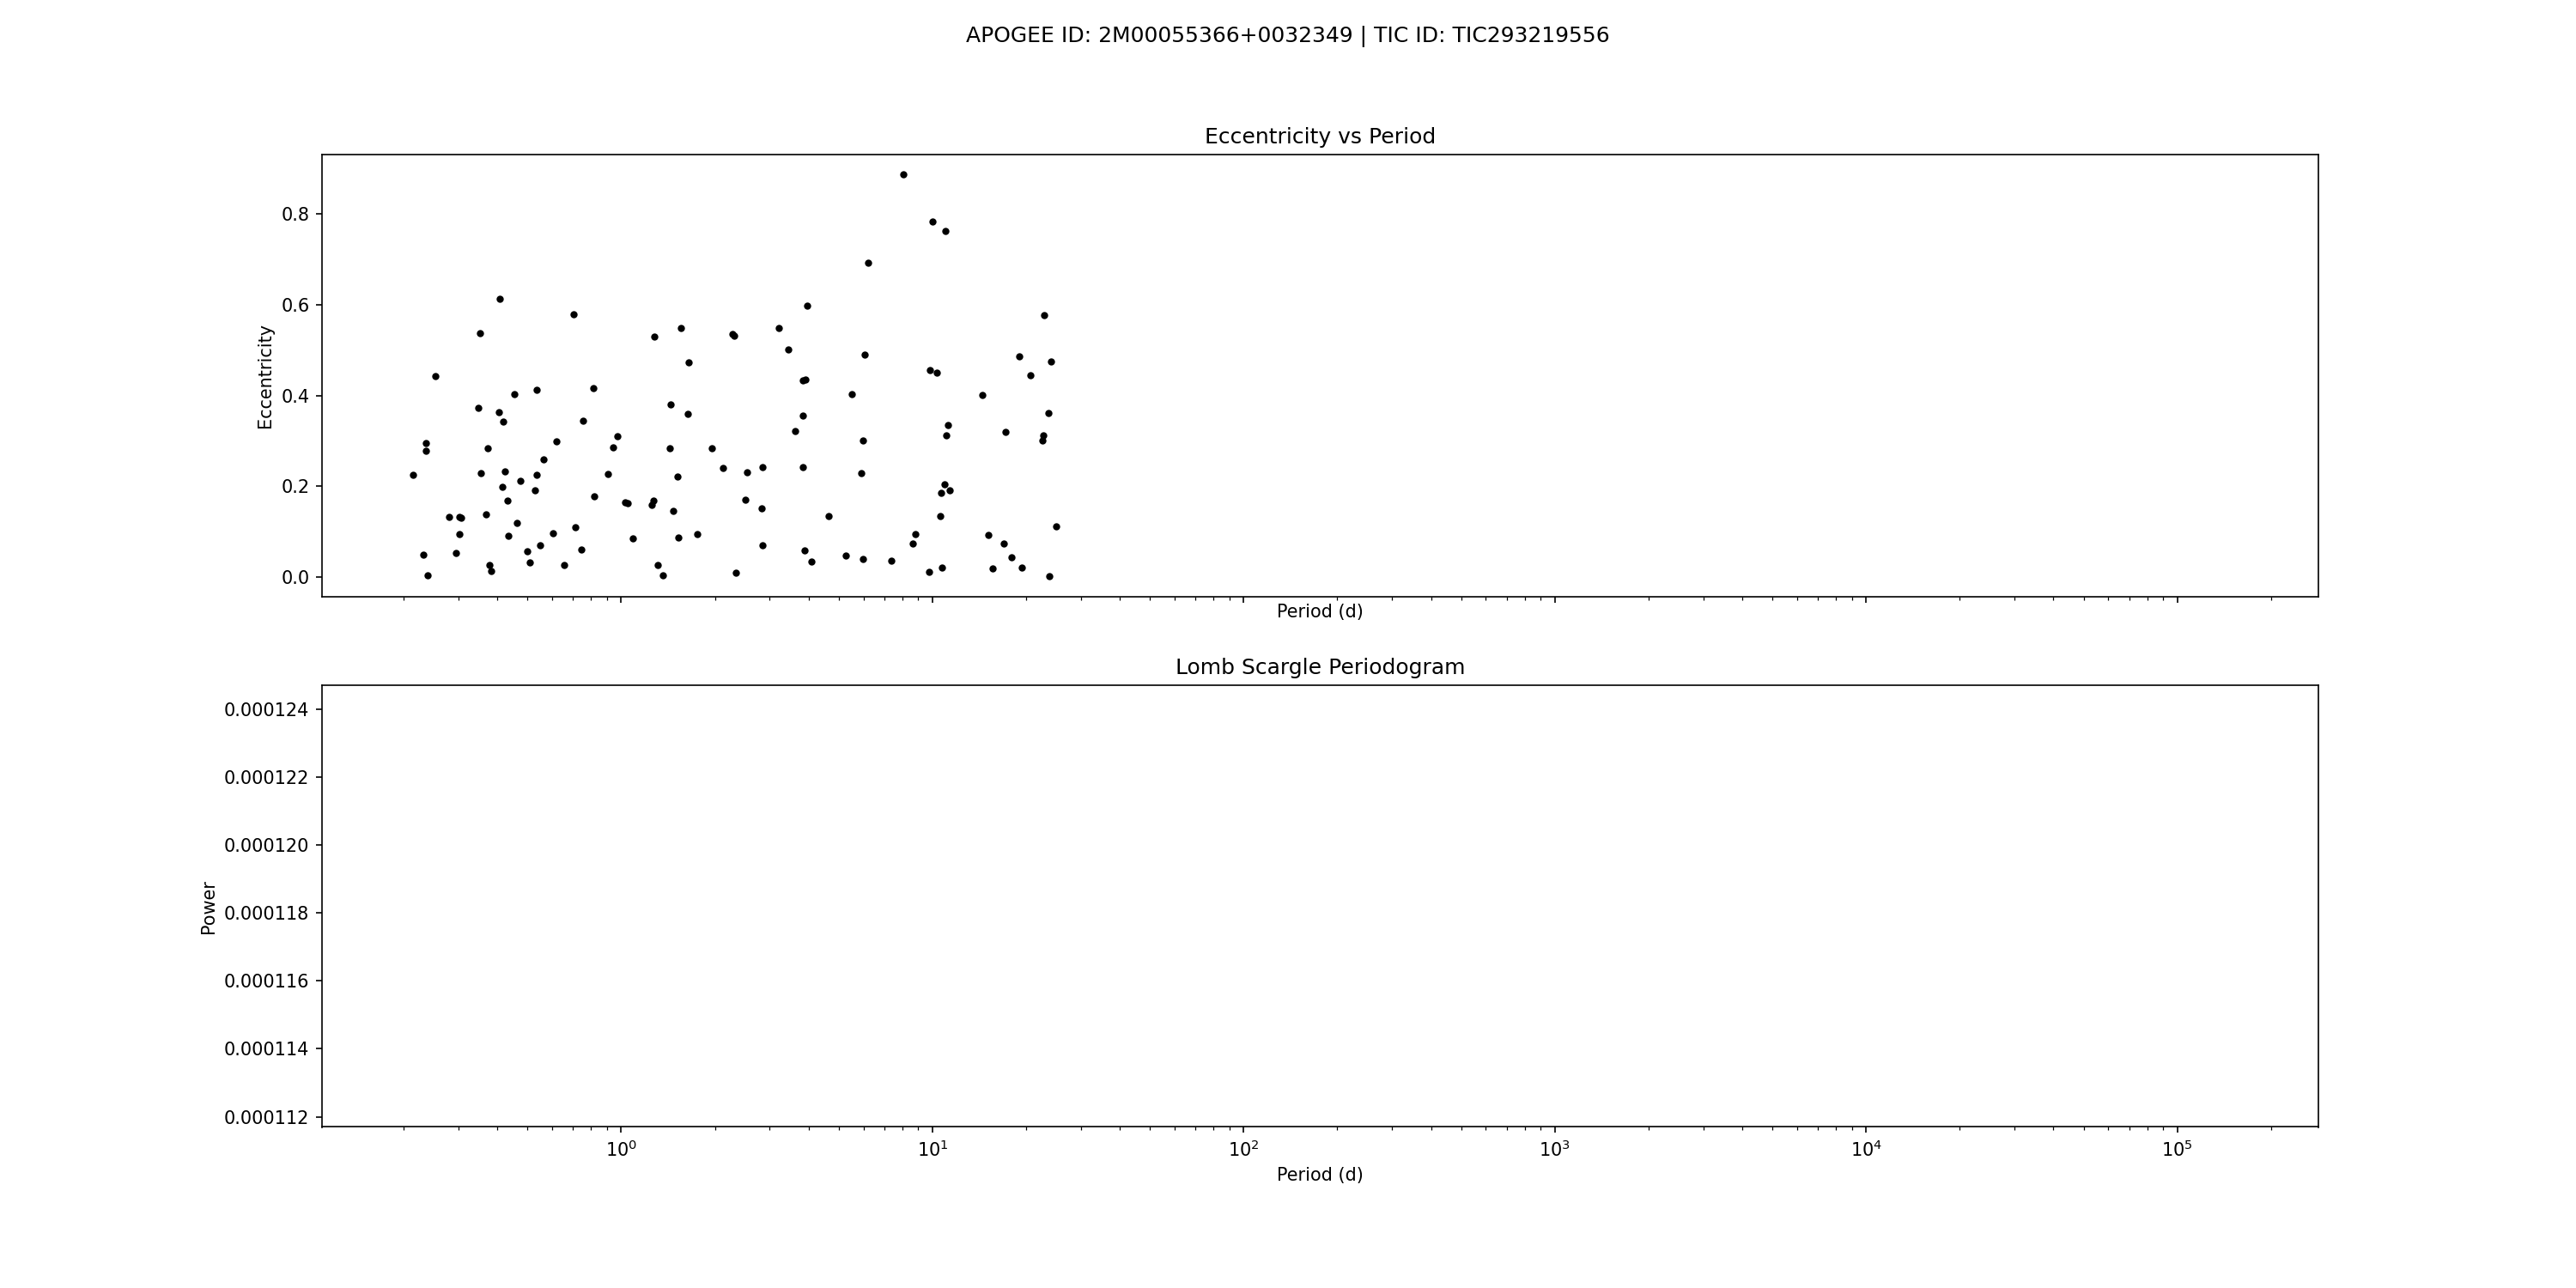 APOGEE ID: 2M00055366+0032349 | TIC ID: TIC293219556
Eccentricity vs Period
Eccentricity
0.8
0.6
0.4
0.2
0.0
Period (d)
Lomb Scargle Periodogram
Power
0.000124
0.000122
0.000120
0.000118
0.000116
0.000114
0.000112
10⁰ 10¹ 10² 10³ 10⁴ 10⁵
Period (d)